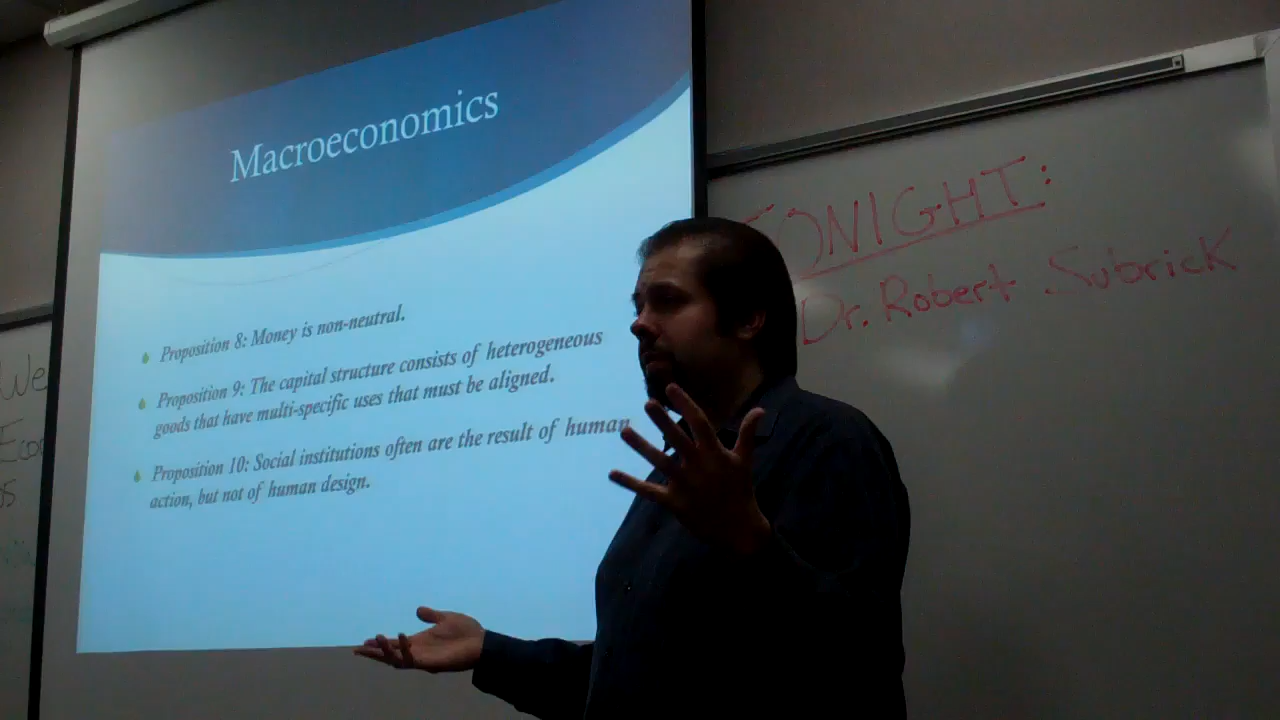 Macroeconomics
Proposition 8: Money is non-neutral.
Proposition 9: The capital structure consists of heterogeneous
goods that have multi-specific uses that must be aligned.
Proposition 10: Social institutions often are the result of human
action, but not of human design.
TONIGHT:
Dr. Robert Subrick
We